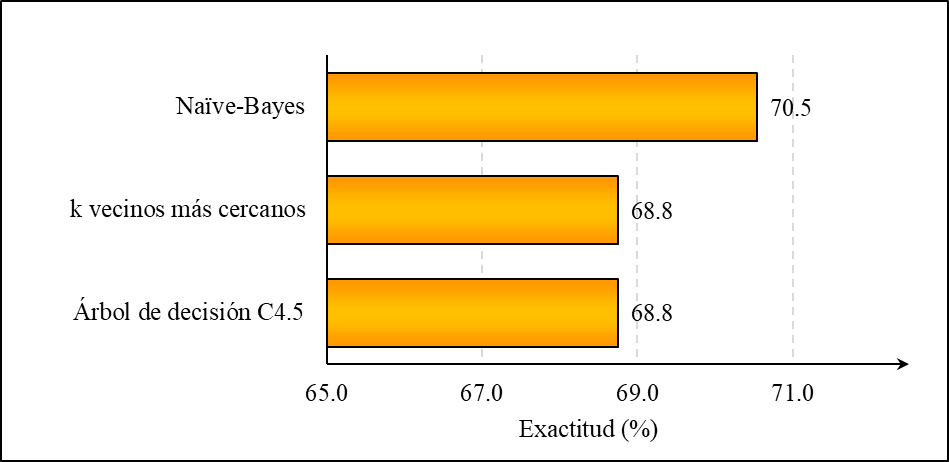 Naïve-Bayes
70.5
k vecinos más cercanos
68.8
Árbol de decisión C4.5
68.8
65.0 67.0 69.0 71.0
Exactitud (%)